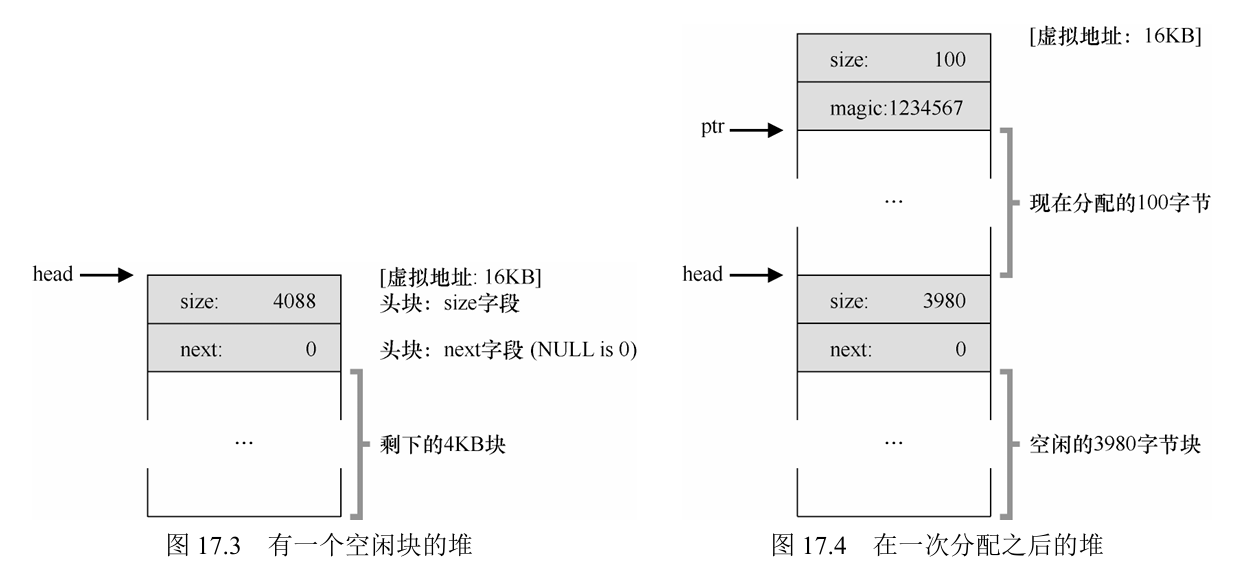 head
[虚拟地址: 16KB]
size: 4088
头块：size字段
next: 0
头块：next字段 (NULL is 0)
...
剩下的4KB块
图 17.3 有一个空闲块的堆
[虚拟地址：16KB]
size: 100
magic:1234567
ptr
...
现在分配的100字节
head
size: 3980
next: 0
...
空闲的3980字节块
图 17.4 在一次分配之后的堆